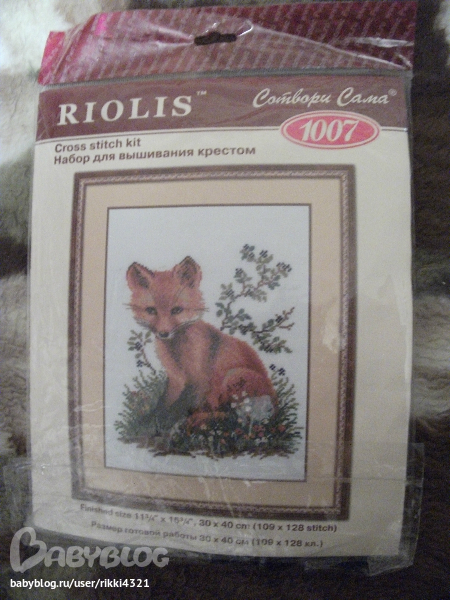 RIOLIS™
Сотвори Сама®
1007
Cross stitch kit
Набор для вышивания крестом
Finished size 11¾" x 15¾", 30 x 40 cm (109 x 128 stitch)
Размер готовой работы 30 x 40 см (109 x 128 кл.)
BABYBLOG
babyblog.ru/user/rikki4321